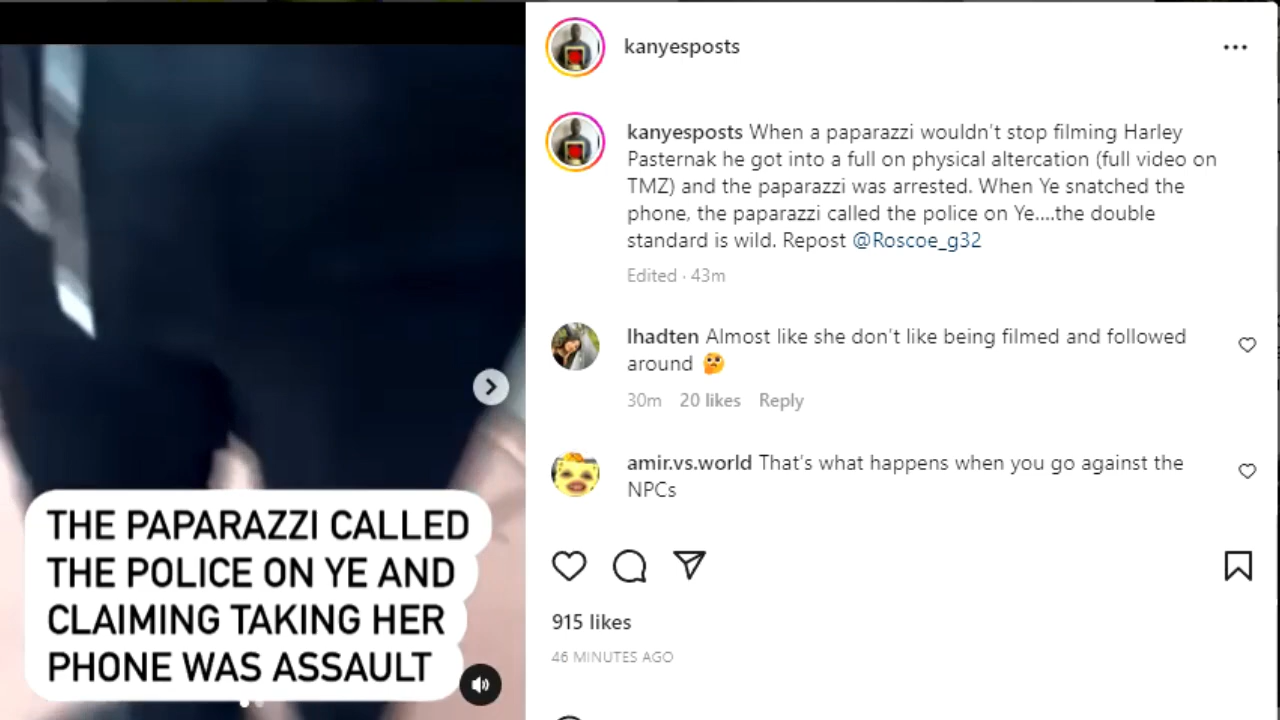 kanyesposts
kanyesposts When a paparazzi wouldn't stop filming Harley
Pasternak he got into a full on physical altercation (full video on
TMZ) and the paparazzi was arrested. When Ye snatched the
phone, the paparazzi called the police on Ye....the double
standard is wild. Repost @Roscoe_g32
Edited · 43m
lhadten Almost like she don't like being filmed and followed
around 🤔
30m 20 likes Reply
amir.vs.world That's what happens when you go against the
NPCs
915 likes
46 MINUTES AGO
THE PAPARAZZI CALLED
THE POLICE ON YE AND
CLAIMING TAKING HER
PHONE WAS ASSAULT